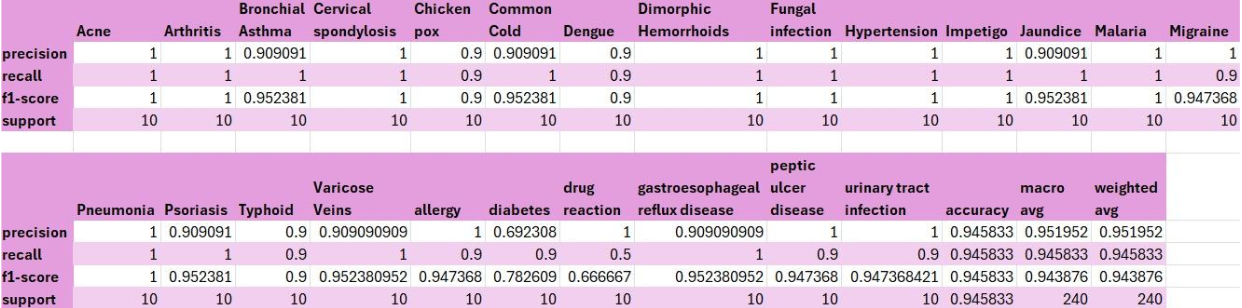 Acne Arthritis Bronchial Asthma Cervical spondylosis Chicken pox Common Cold Dengue Dimorphic Hemorrhoids Fungal infection Hypertension Impetigo Jaundice Malaria Migraine
precision 1 1 0.909091 1 0.9 0.909091 0.9 1 1 1 1 0.909091 1 1
recall 1 1 1 1 0.9 1 0.9 1 1 1 1 1 1 0.9
f1-score 1 1 0.952381 1 0.9 0.952381 0.9 1 1 1 1 0.952381 1 0.947368
support 10 10 10 10 10 10 10 10 10 10 10 10 10 10
Pneumonia Psoriasis Typhoid Varicose Veins allergy diabetes drug reaction gastroesophageal reflux disease peptic ulcer disease urinary tract infection accuracy macro avg weighted avg
precision 1 0.909091 0.9 0.909090909 1 0.692308 1 0.909090909 1 1 0.945833 0.951952 0.951952
recall 1 1 0.9 1 0.9 0.9 0.5 1 0.9 0.9 0.945833 0.945833 0.945833
f1-score 1 0.952381 0.9 0.952380952 0.947368 0.782609 0.666667 0.952380952 0.947368 0.947368421 0.945833 0.943876 0.943876
support 10 10 10 10 10 10 10 10 10 10 0.945833 240 240